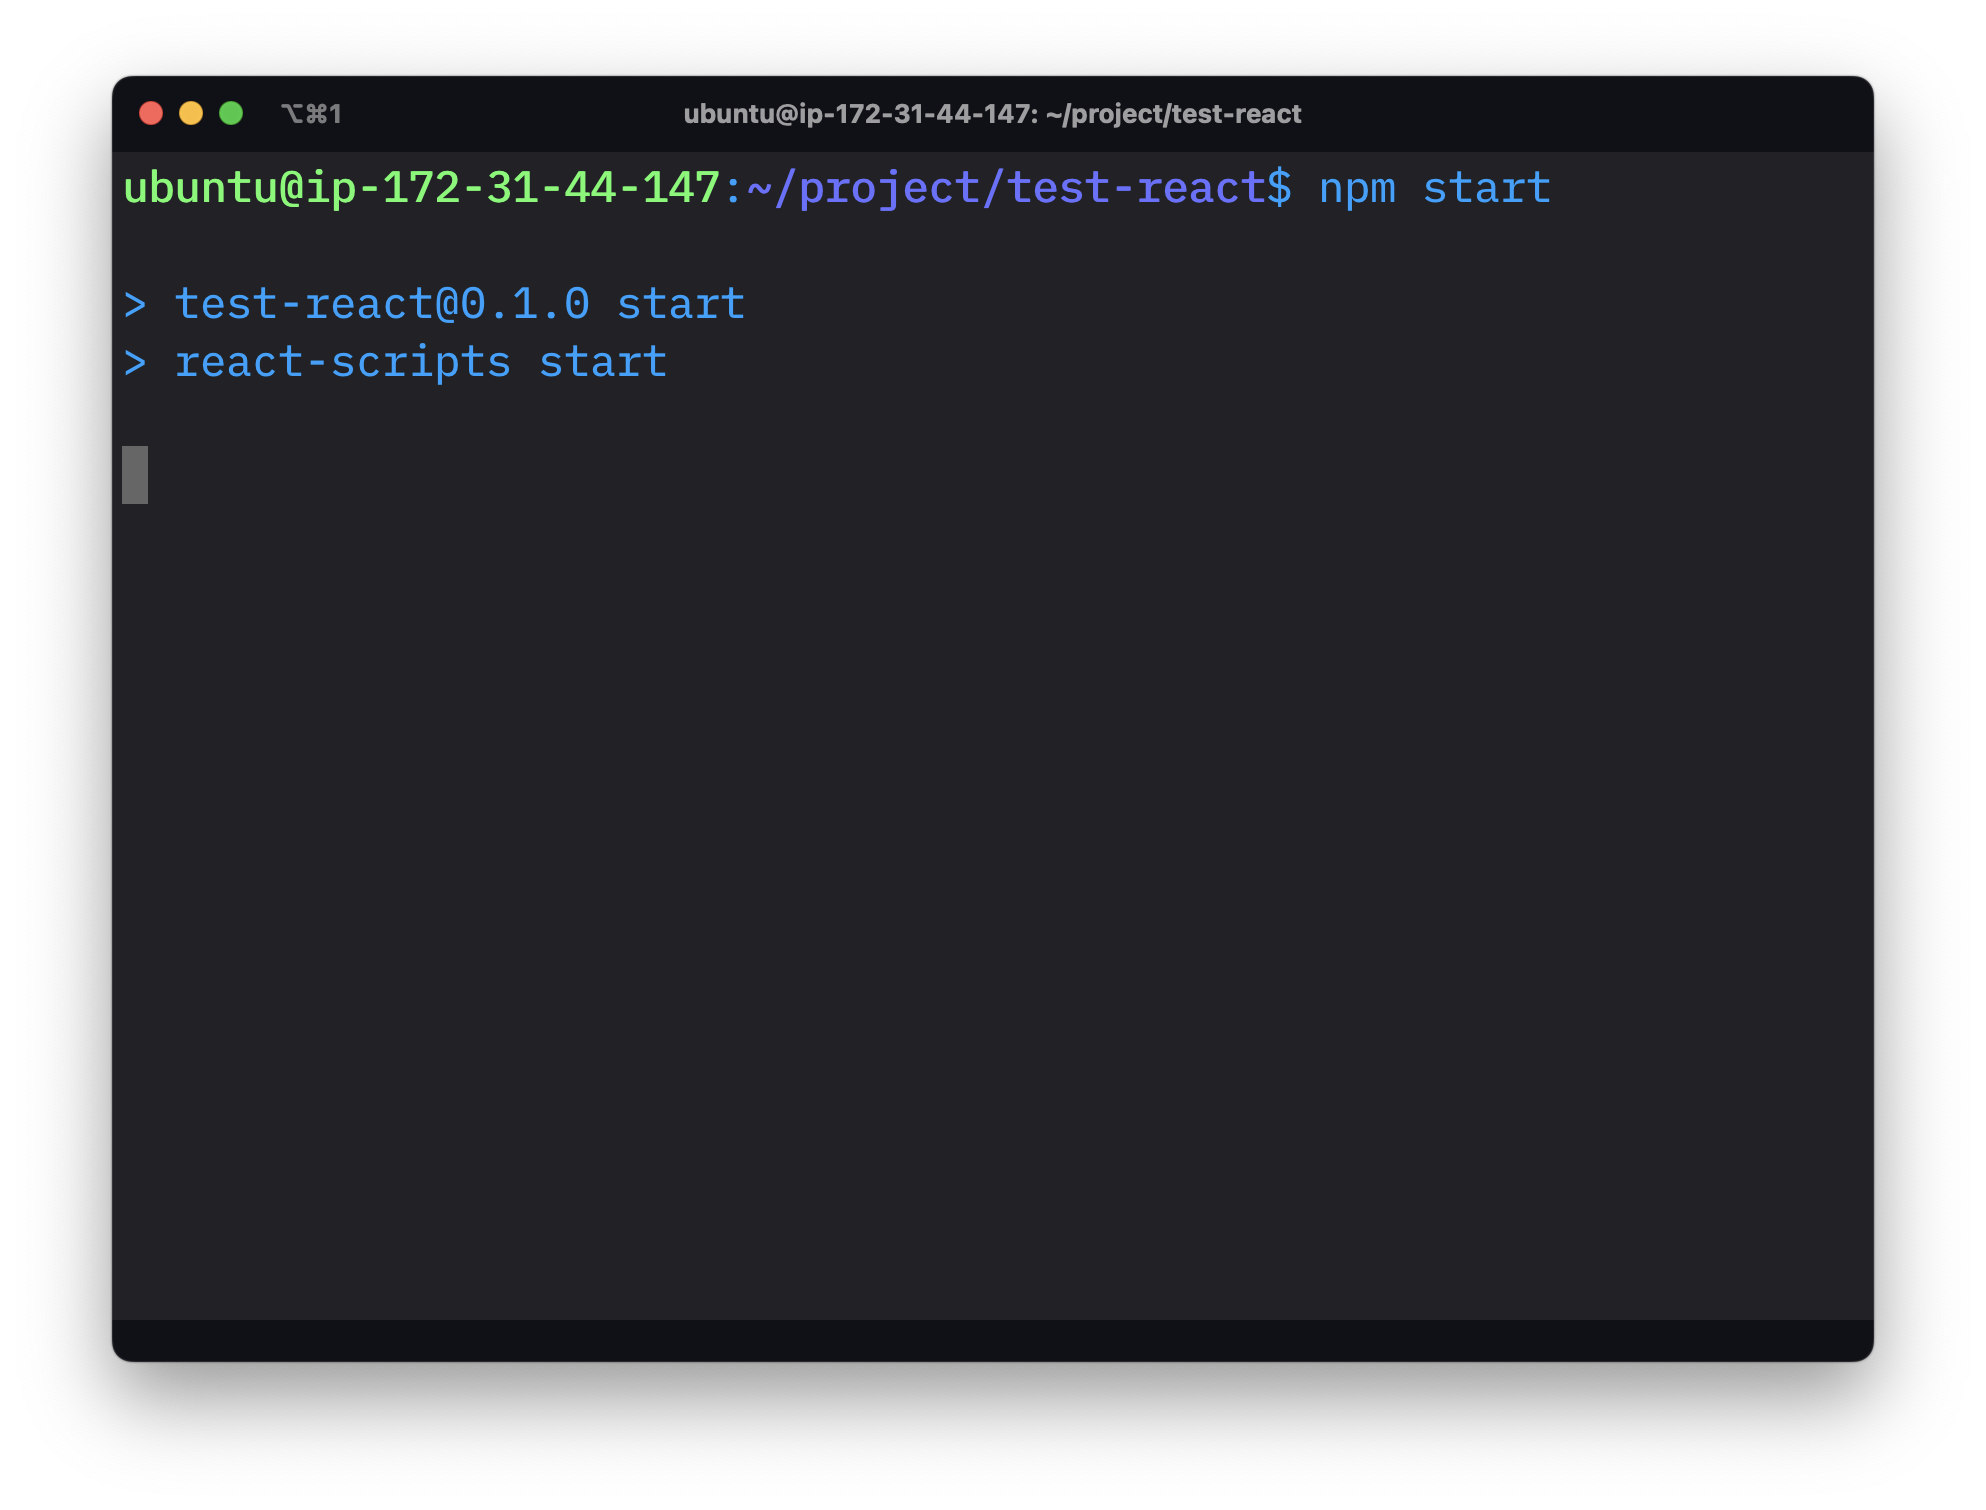 ⌥⌘1 ubuntu@ip-172-31-44-147: ~/project/test-react
ubuntu@ip-172-31-44-147:~/project/test-react$ npm start
> test-react@0.1.0 start
> react-scripts start